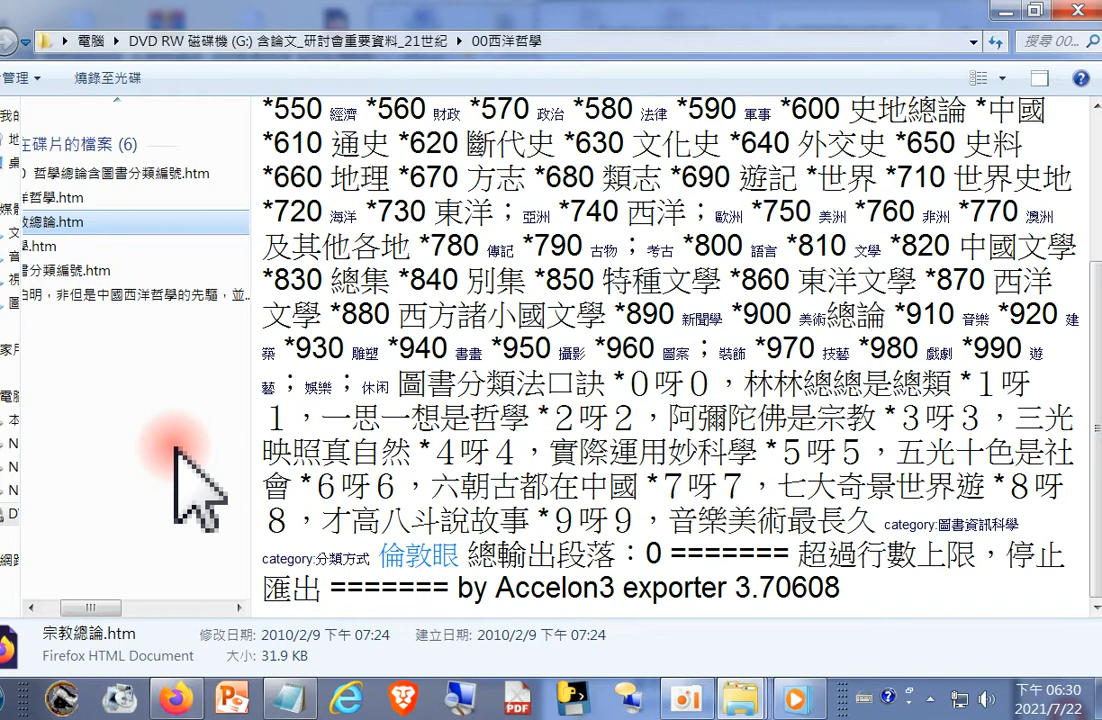 電腦 ▸ DVD RW 磁碟機 (G:) 含論文_研討會重要資料_21世紀 ▸ 00西洋哲學
搜尋 00...
管理
燒錄至光碟
在碟片的檔案 (6)
哲學總論含圖書分類編號.htm
洋哲學.htm
教總論.htm
學.htm
書分類編號.htm
明，非但是中國西洋哲學的先驅，並...
*550 經濟 *560 財政 *570 政治 *580 法律 *590 軍事 *600 史地總論 *中國
*610 通史 *620 斷代史 *630 文化史 *640 外交史 *650 史料
*660 地理 *670 方志 *680 類志 *690 遊記 *世界 *710 世界史地
*720 海洋 *730 東洋；亞洲 *740 西洋；歐洲 *750 美洲 *760 非洲 *770 澳洲
及其他各地 *780 傳記 *790 古物；考古 *800 語言 *810 文學 *820 中國文學
*830 總集 *840 別集 *850 特種文學 *860 東洋文學 *870 西洋
文學 *880 西方諸小國文學 *890 新聞學 *900 美術總論 *910 音樂 *920 建
築 *930 雕塑 *940 書畫 *950 攝影 *960 圖案；裝飾 *970 技藝 *980 戲劇 *990 遊
藝；娛樂；休閑 圖書分類法口訣 *０呀０，林林總總是總類 *１呀
１，一思一想是哲學 *２呀２，阿彌陀佛是宗教 *３呀３，三光
映照真自然 *４呀４，實際運用妙科學 *５呀５，五光十色是社
會 *６呀６，六朝古都在中國 *７呀７，七大奇景世界遊 *８呀
８，才高八斗說故事 *９呀９，音樂美術最長久 category:圖書資訊科學
category:分類方式 倫敦眼 總輸出段落：0 ======= 超過行數上限，停止
匯出 ======= by Accelon3 exporter 3.70608
宗教總論.htm
修改日期: 2010/2/9 下午 07:24
建立日期: 2010/2/9 下午 07:24
Firefox HTML Document
大小: 31.9 KB
PDF
下午 06:30
2021/7/22